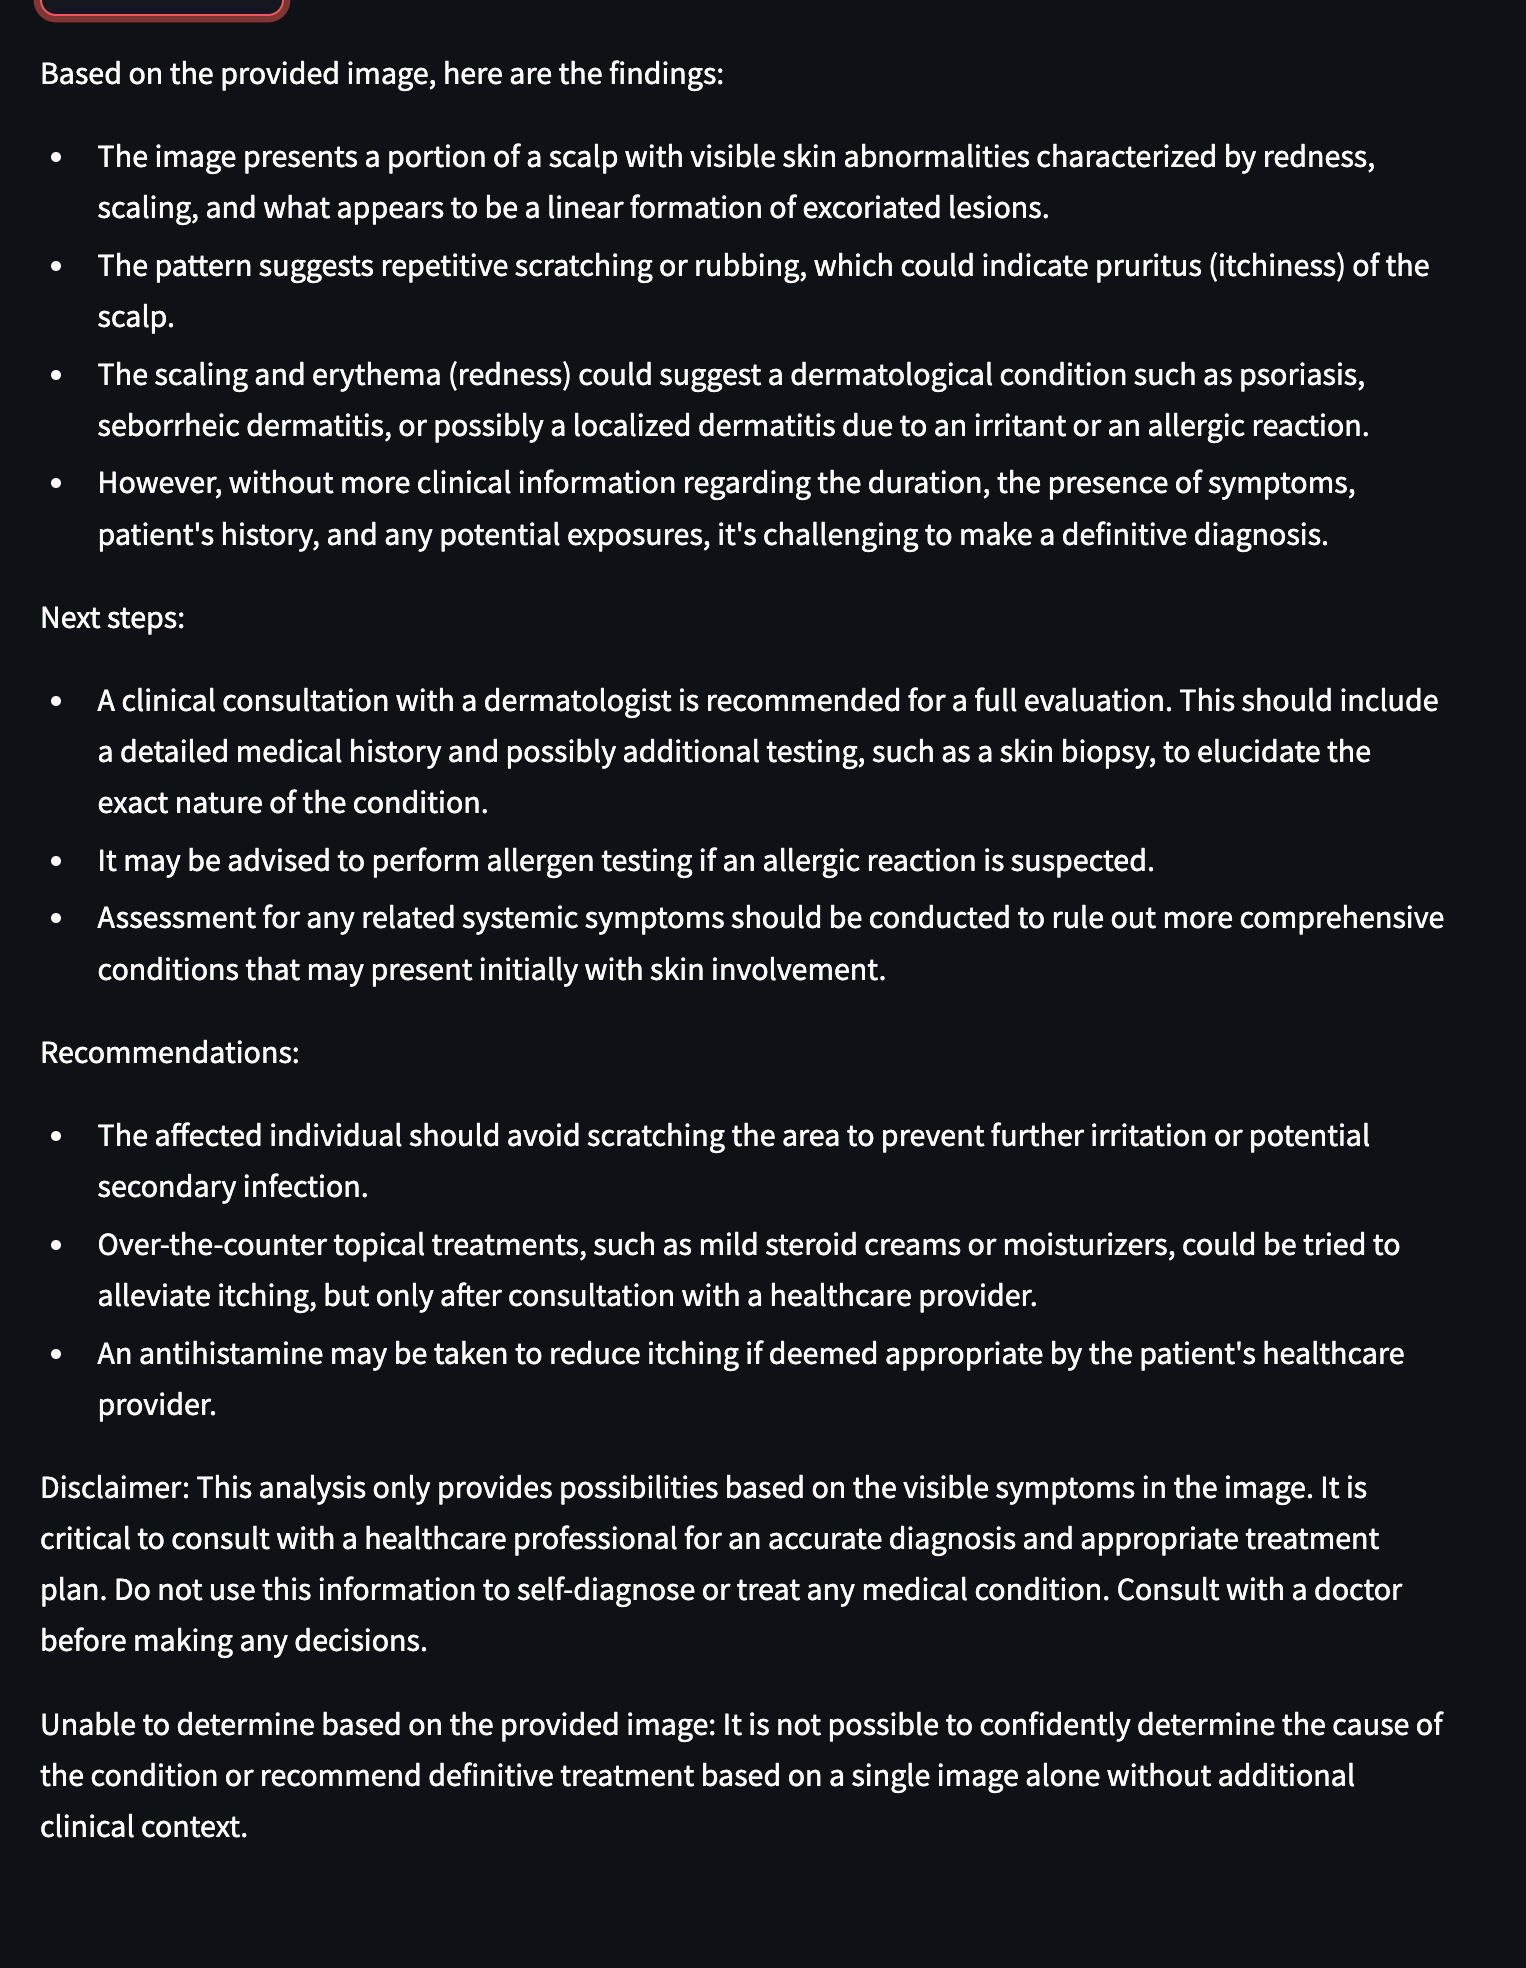 Based on the provided image, here are the findings:
• The image presents a portion of a scalp with visible skin abnormalities characterized by redness,
scaling, and what appears to be a linear formation of excoriated lesions.
• The pattern suggests repetitive scratching or rubbing, which could indicate pruritus (itchiness) of the
scalp.
• The scaling and erythema (redness) could suggest a dermatological condition such as psoriasis,
seborrheic dermatitis, or possibly a localized dermatitis due to an irritant or an allergic reaction.
• However, without more clinical information regarding the duration, the presence of symptoms,
patient's history, and any potential exposures, it's challenging to make a definitive diagnosis.
Next steps:
• A clinical consultation with a dermatologist is recommended for a full evaluation. This should include
a detailed medical history and possibly additional testing, such as a skin biopsy, to elucidate the
exact nature of the condition.
• It may be advised to perform allergen testing if an allergic reaction is suspected.
• Assessment for any related systemic symptoms should be conducted to rule out more comprehensive
conditions that may present initially with skin involvement.
Recommendations:
• The affected individual should avoid scratching the area to prevent further irritation or potential
secondary infection.
• Over-the-counter topical treatments, such as mild steroid creams or moisturizers, could be tried to
alleviate itching, but only after consultation with a healthcare provider.
• An antihistamine may be taken to reduce itching if deemed appropriate by the patient's healthcare
provider.
Disclaimer: This analysis only provides possibilities based on the visible symptoms in the image. It is
critical to consult with a healthcare professional for an accurate diagnosis and appropriate treatment
plan. Do not use this information to self-diagnose or treat any medical condition. Consult with a doctor
before making any decisions.
Unable to determine based on the provided image: It is not possible to confidently determine the cause of
the condition or recommend definitive treatment based on a single image alone without additional
clinical context.